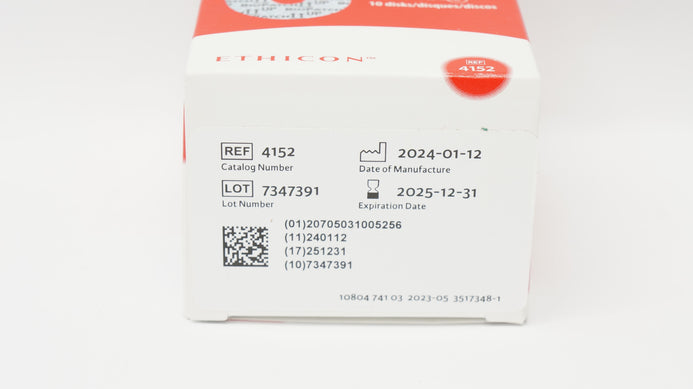 10 disks/disques/discos
ETHICON™
REF
4152
REF 4152
Catalog Number
2024-01-12
Date of Manufacture
LOT 7347391
Lot Number
2025-12-31
Expiration Date
(01)20705031005256
(11)240112
(17)251231
(10)7347391
10804 741 03 2023-05 3517348-1